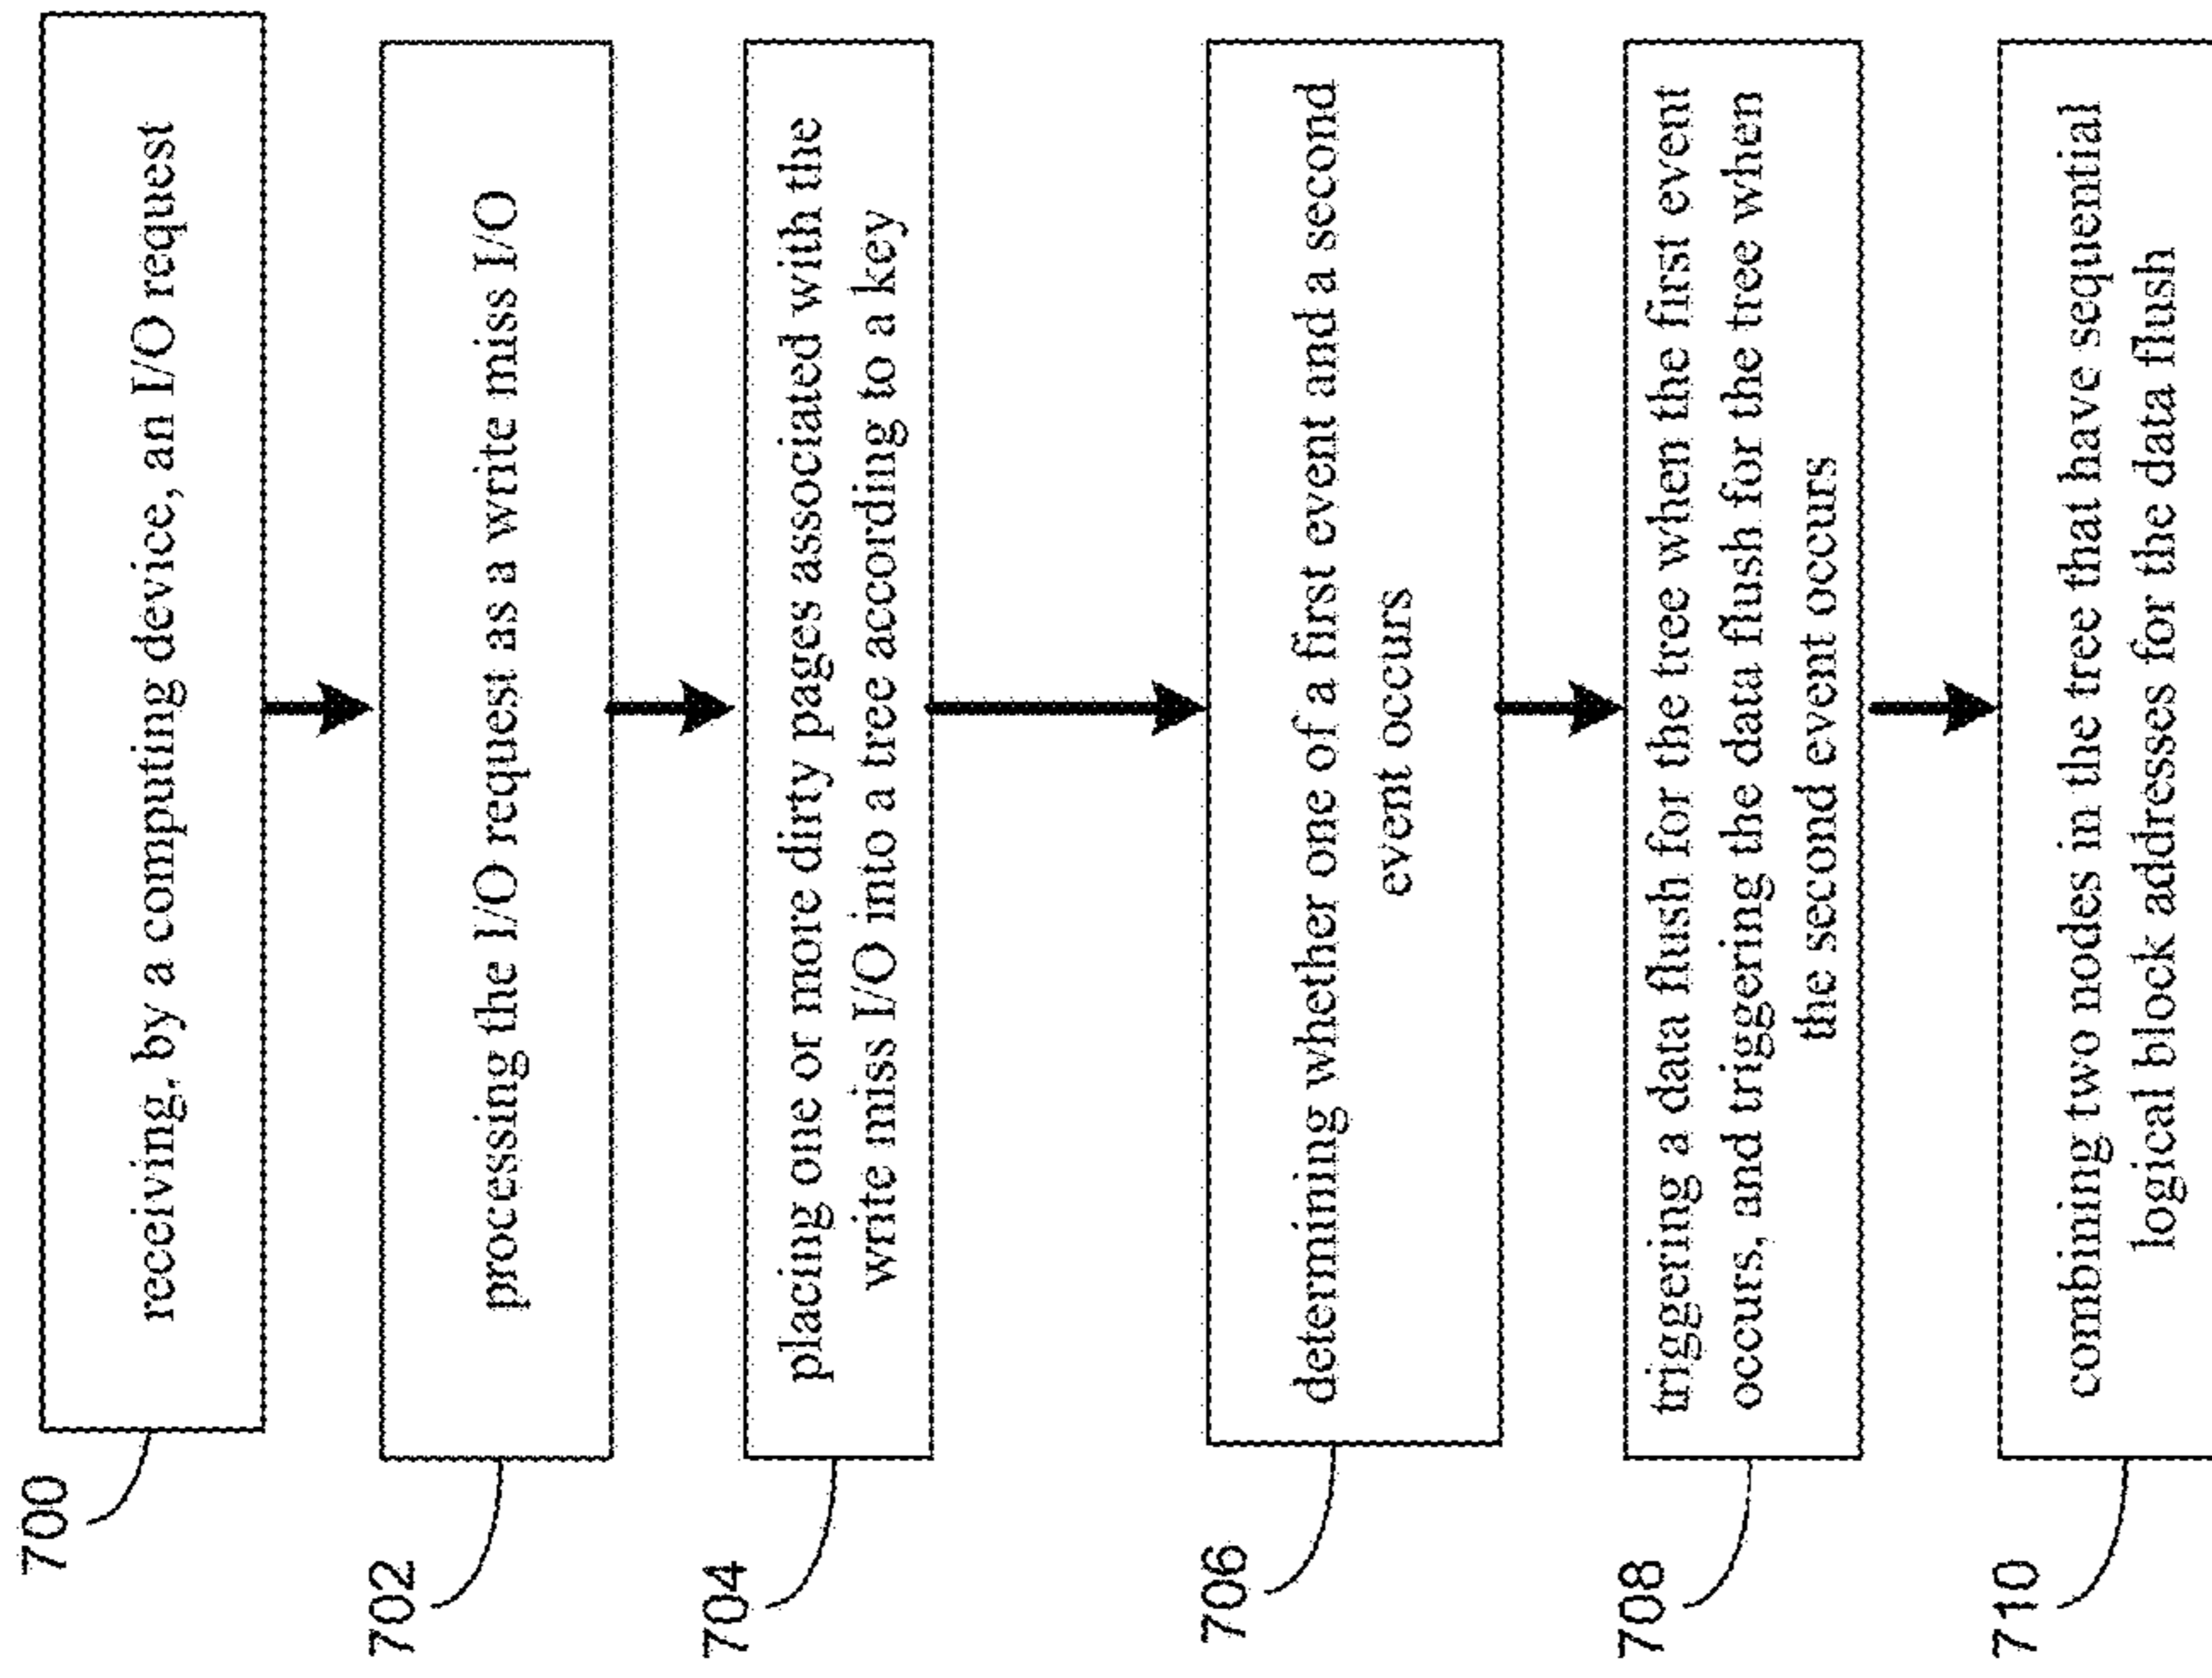 700
receiving, by a computing device, an I/O request
702
processing the I/O request as a write miss I/O
704
placing one or more dirty pages associated with the
write miss I/O into a tree according to a key
706
determining whether one of a first event and a second
event occurs
708
triggering a data flush for the tree when the first event
occurs, and triggering the data flush for the tree when
the second event occurs
710
combining two nodes in the tree that have sequential
logical block addresses for the data flush